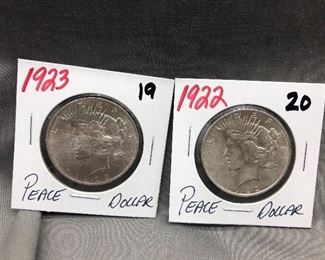 1923 19
PEACE — DOLLAR
1922 20
PEACE — DOLLAR